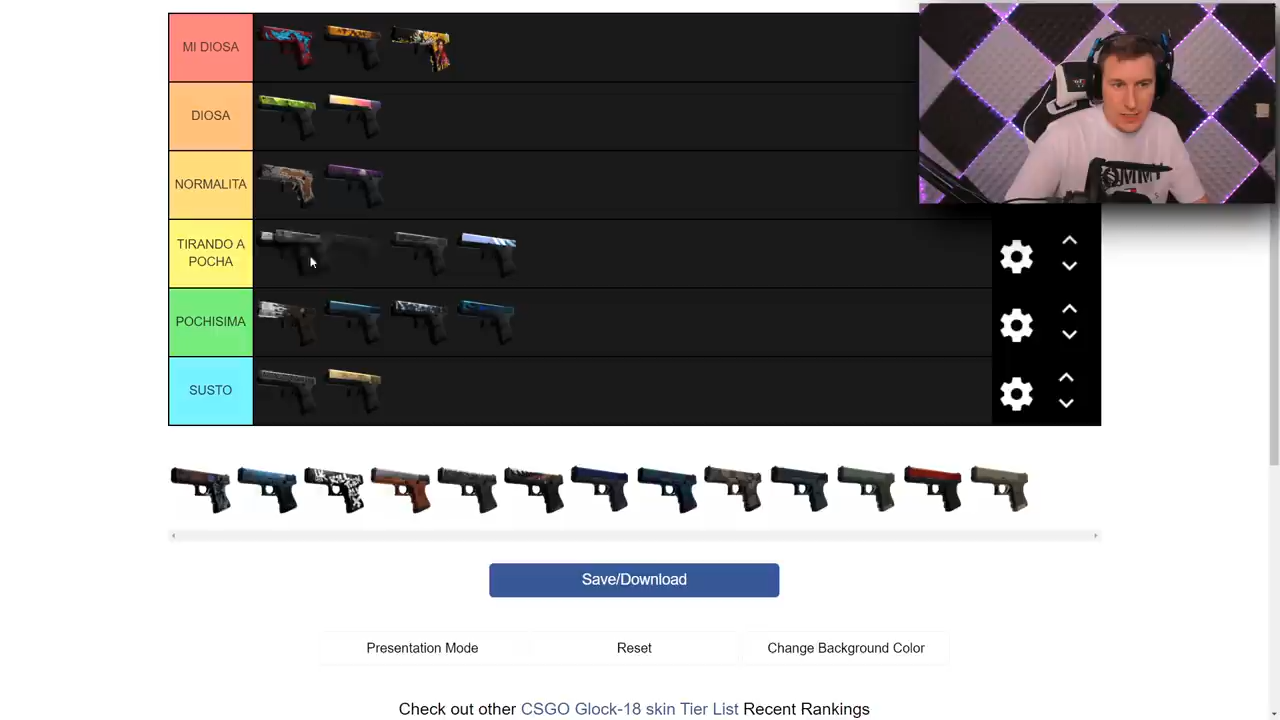 MI DIOSA
DIOSA
NORMALITA
TIRANDO A
POCHA
POCHISIMA
SUSTO
Save/Download
Presentation Mode
Reset
Change Background Color
Check out other CSGO Glock-18 skin Tier List Recent Rankings